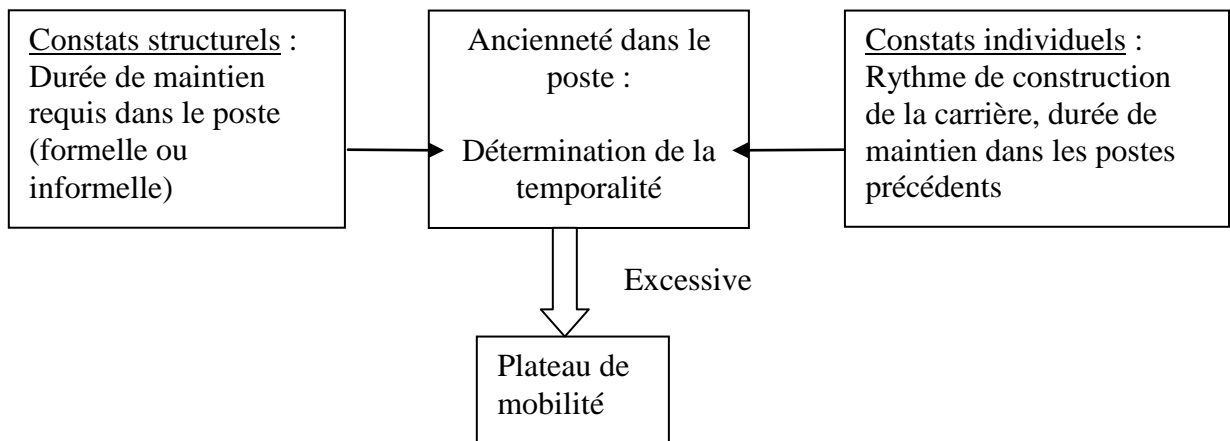 Constats structurels :
Durée de maintien
requis dans le poste
(formelle ou
informelle)
Ancienneté dans le
poste :
Détermination de la
temporalité
Constats individuels :
Rythme de construction
de la carrière, durée de
maintien dans les postes
précédents
Excessive
Plateau de
mobilité